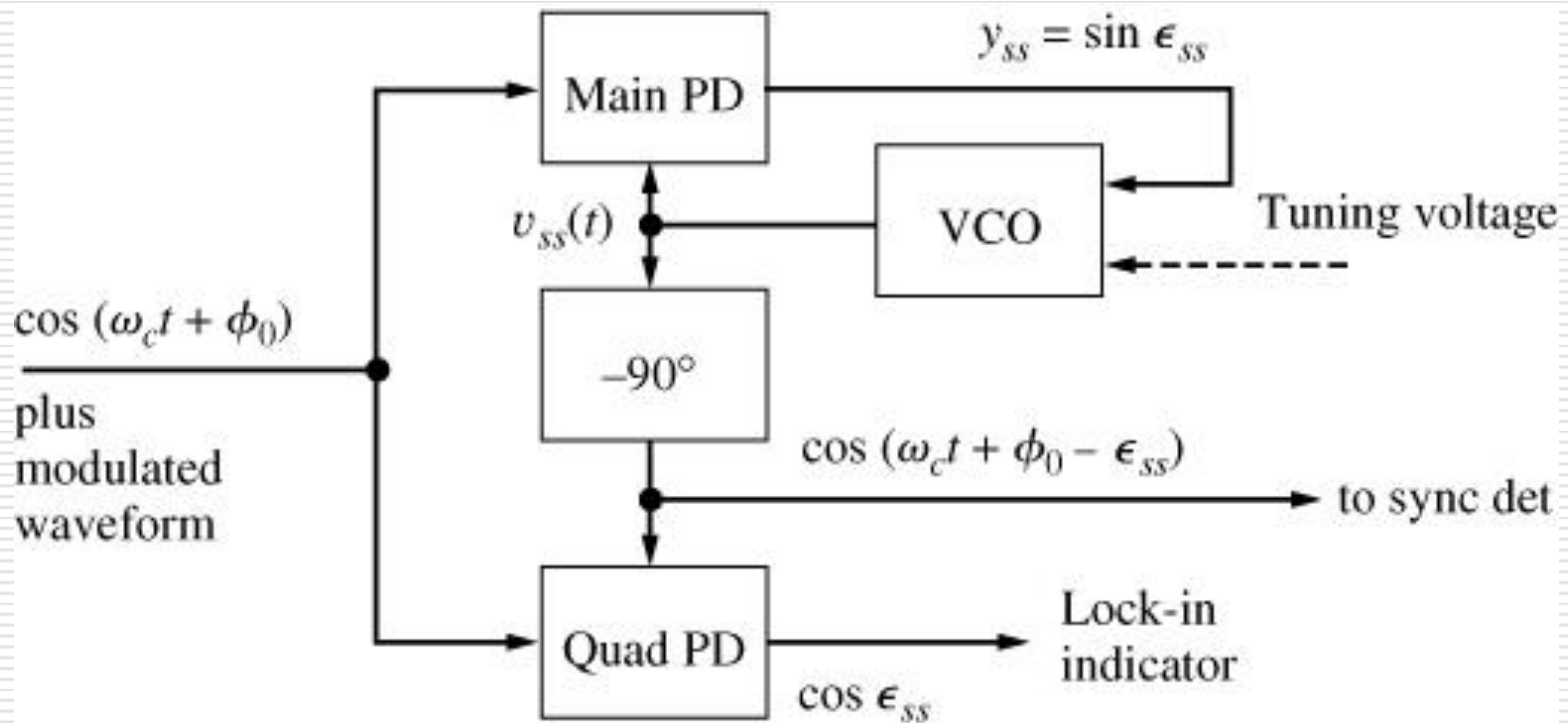 y_ss = sin ϵ_ss
Main PD
v_ss(t)
VCO
Tuning voltage
cos (ω_c t + ϕ_0)
plus
modulated
waveform
–90°
cos (ω_c t + ϕ_0 – ϵ_ss)
to sync det
Quad PD
Lock-in
indicator
cos ϵ_ss